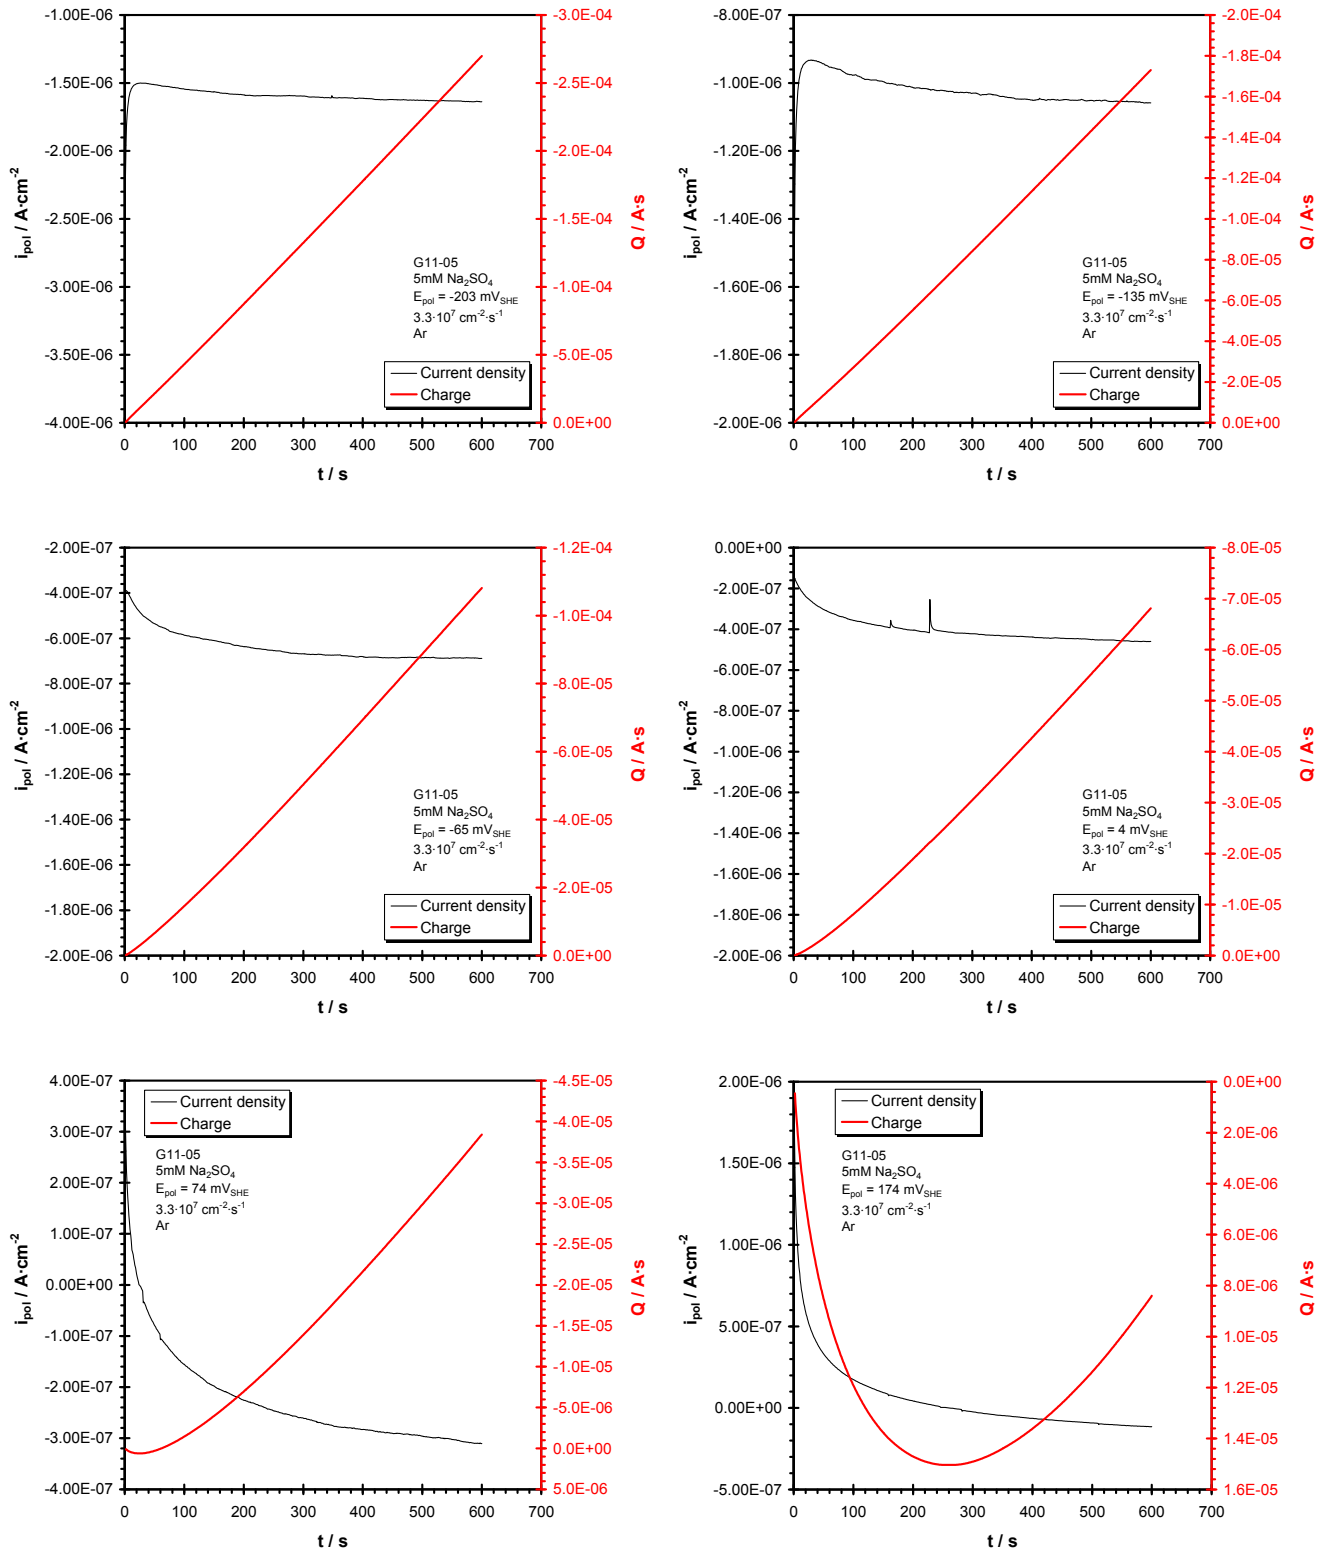 -1.00E-06
-1.50E-06
-2.00E-06
-2.50E-06
-3.00E-06
-3.50E-06
-4.00E-06
i_pol / A·cm⁻²
0 100 200 300 400 500 600 700
t / s
-3.0E-04
-2.5E-04
-2.0E-04
-1.5E-04
-1.0E-04
-5.0E-05
0.0E+00
Q / A·s
G11-05
5mM Na₂SO₄
E_pol = -203 mV_SHE
3.3·10⁷ cm⁻²·s⁻¹
Ar
Current density
Charge
-8.00E-07
-1.00E-06
-1.20E-06
-1.40E-06
-1.60E-06
-1.80E-06
-2.00E-06
i_pol / A·cm⁻²
0 100 200 300 400 500 600 700
t / s
-2.0E-04
-1.8E-04
-1.6E-04
-1.4E-04
-1.2E-04
-1.0E-04
-8.0E-05
-6.0E-05
-4.0E-05
-2.0E-05
0.0E+00
Q / A·s
G11-05
5mM Na₂SO₄
E_pol = -135 mV_SHE
3.3·10⁷ cm⁻²·s⁻¹
Ar
Current density
Charge
-2.00E-07
-4.00E-07
-6.00E-07
-8.00E-07
-1.00E-06
-1.20E-06
-1.40E-06
-1.60E-06
-1.80E-06
-2.00E-06
i_pol / A·cm⁻²
0 100 200 300 400 500 600 700
t / s
-1.2E-04
-1.0E-04
-8.0E-05
-6.0E-05
-4.0E-05
-2.0E-05
0.0E+00
Q / A·s
G11-05
5mM Na₂SO₄
E_pol = -65 mV_SHE
3.3·10⁷ cm⁻²·s⁻¹
Ar
Current density
Charge
0.00E+00
-2.00E-07
-4.00E-07
-6.00E-07
-8.00E-07
-1.00E-06
-1.20E-06
-1.40E-06
-1.60E-06
-1.80E-06
-2.00E-06
i_pol / A·cm⁻²
0 100 200 300 400 500 600 700
t / s
-8.0E-05
-7.0E-05
-6.0E-05
-5.0E-05
-4.0E-05
-3.0E-05
-2.0E-05
-1.0E-05
0.0E+00
Q / A·s
G11-05
5mM Na₂SO₄
E_pol = 4 mV_SHE
3.3·10⁷ cm⁻²·s⁻¹
Ar
Current density
Charge
4.00E-07
3.00E-07
2.00E-07
1.00E-07
0.00E+00
-1.00E-07
-2.00E-07
-3.00E-07
-4.00E-07
i_pol / A·cm⁻²
0 100 200 300 400 500 600 700
t / s
-4.5E-05
-4.0E-05
-3.5E-05
-3.0E-05
-2.5E-05
-2.0E-05
-1.5E-05
-1.0E-05
-5.0E-06
0.0E+00
5.0E-06
Q / A·s
Current density
Charge
G11-05
5mM Na₂SO₄
E_pol = 74 mV_SHE
3.3·10⁷ cm⁻²·s⁻¹
Ar
2.00E-06
1.50E-06
1.00E-06
5.00E-07
0.00E+00
-5.00E-07
i_pol / A·cm⁻²
0 100 200 300 400 500 600 700
t / s
0.0E+00
2.0E-06
4.0E-06
6.0E-06
8.0E-06
1.0E-05
1.2E-05
1.4E-05
1.6E-05
Q / A·s
Current density
Charge
G11-05
5mM Na₂SO₄
E_pol = 174 mV_SHE
3.3·10⁷ cm⁻²·s⁻¹
Ar